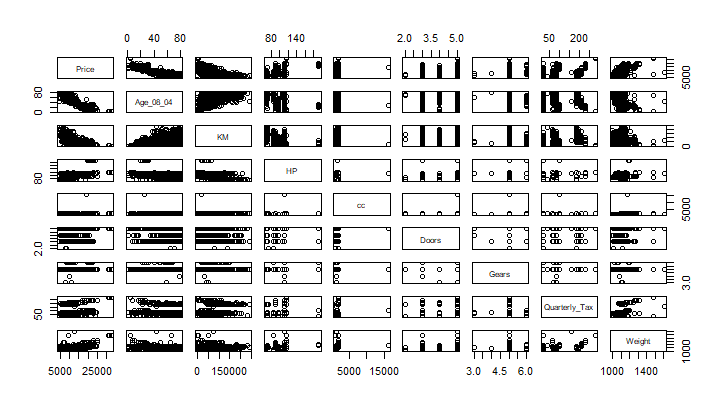 0 40 80
80 140
2.0 3.5 5.0
50 200
Price
5000
0 80
Age_08_04
KM
0
80
HP
cc
5000
2.0
Doors
Gears
3.0
50
Quarterly_Tax
Weight
1000
5000 25000
0 150000
5000 15000
3.0 4.5 6.0
1000 1400